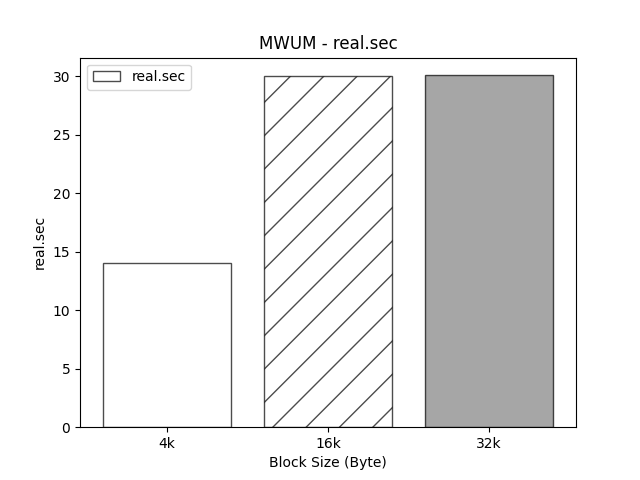 MWUM - real.sec
real.sec
30
25
20
15
10
5
0
real.sec
4k
16k
32k
Block Size (Byte)